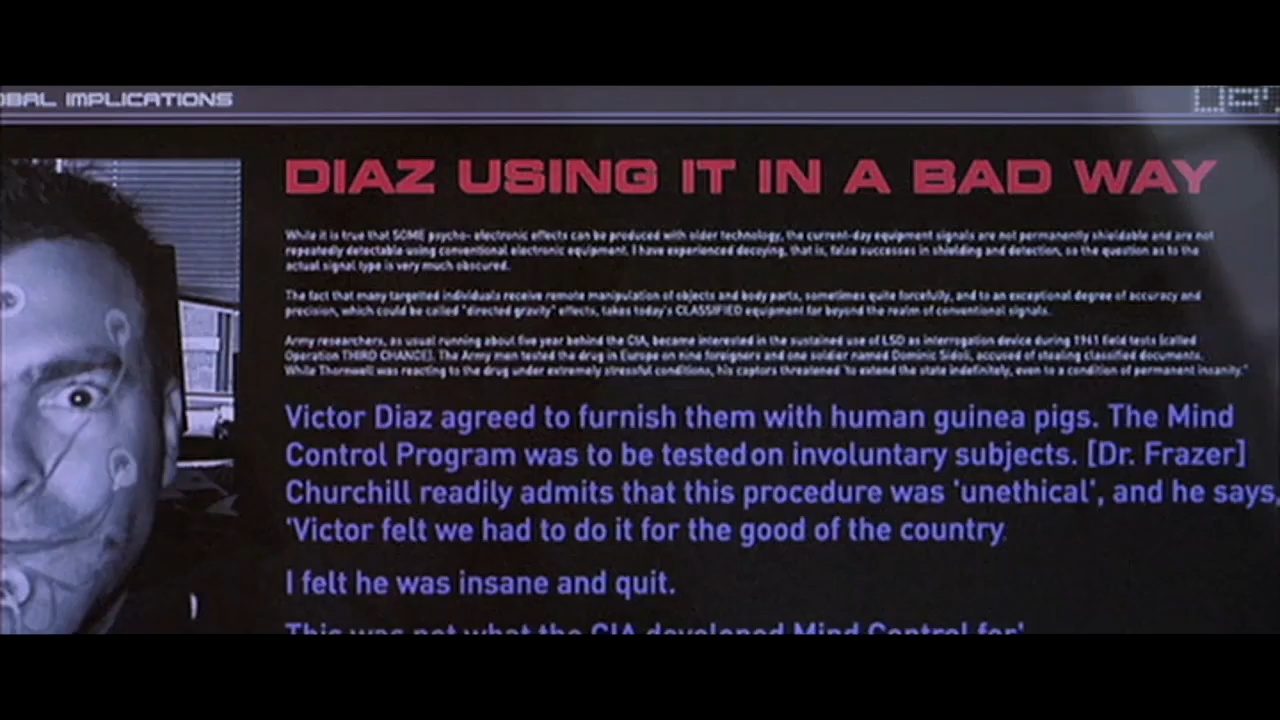 OBAL IMPLICATIONS
DIAZ USING IT IN A BAD WAY
While it is true that SOME psycho- electronic effects can be produced with older technology, the current-day equipment signals are not permanently shieldable and are not
repeatedly detectable using conventional electronic equipment. I have experienced decoying, that is, false successes in shielding and detection, so the question as to the
actual signal type is very much obscured.
The fact that many targetted individuals receive remote manipulation of objects and body parts, sometimes quite forcefully, and to an exceptional degree of accuracy and
precision, which could be called "directed gravity" effects, takes today's CLASSIFIED equipment far beyond the realm of conventional signals.
Army researchers, as usual running about five year behind the CIA, became interested in the sustained use of LSD as interrogation device during 1961 field tests (called
Operation THIRD CHANCE). The Army men tested the drug in Europe on nine foreigners and one soldier named Dominic Sidoli, accused of stealing classified documents.
While Thornwell was reacting to the drug under extremely stressful conditions, his captors threatened 'to extend the state indefinitely, even to a condition of permanent insanity."
Victor Diaz agreed to furnish them with human guinea pigs. The Mind
Control Program was to be tested on involuntary subjects. [Dr. Frazer]
Churchill readily admits that this procedure was 'unethical', and he says,
'Victor felt we had to do it for the good of the country.
I felt he was insane and quit.
This was not what the CIA developed Mind Control for'